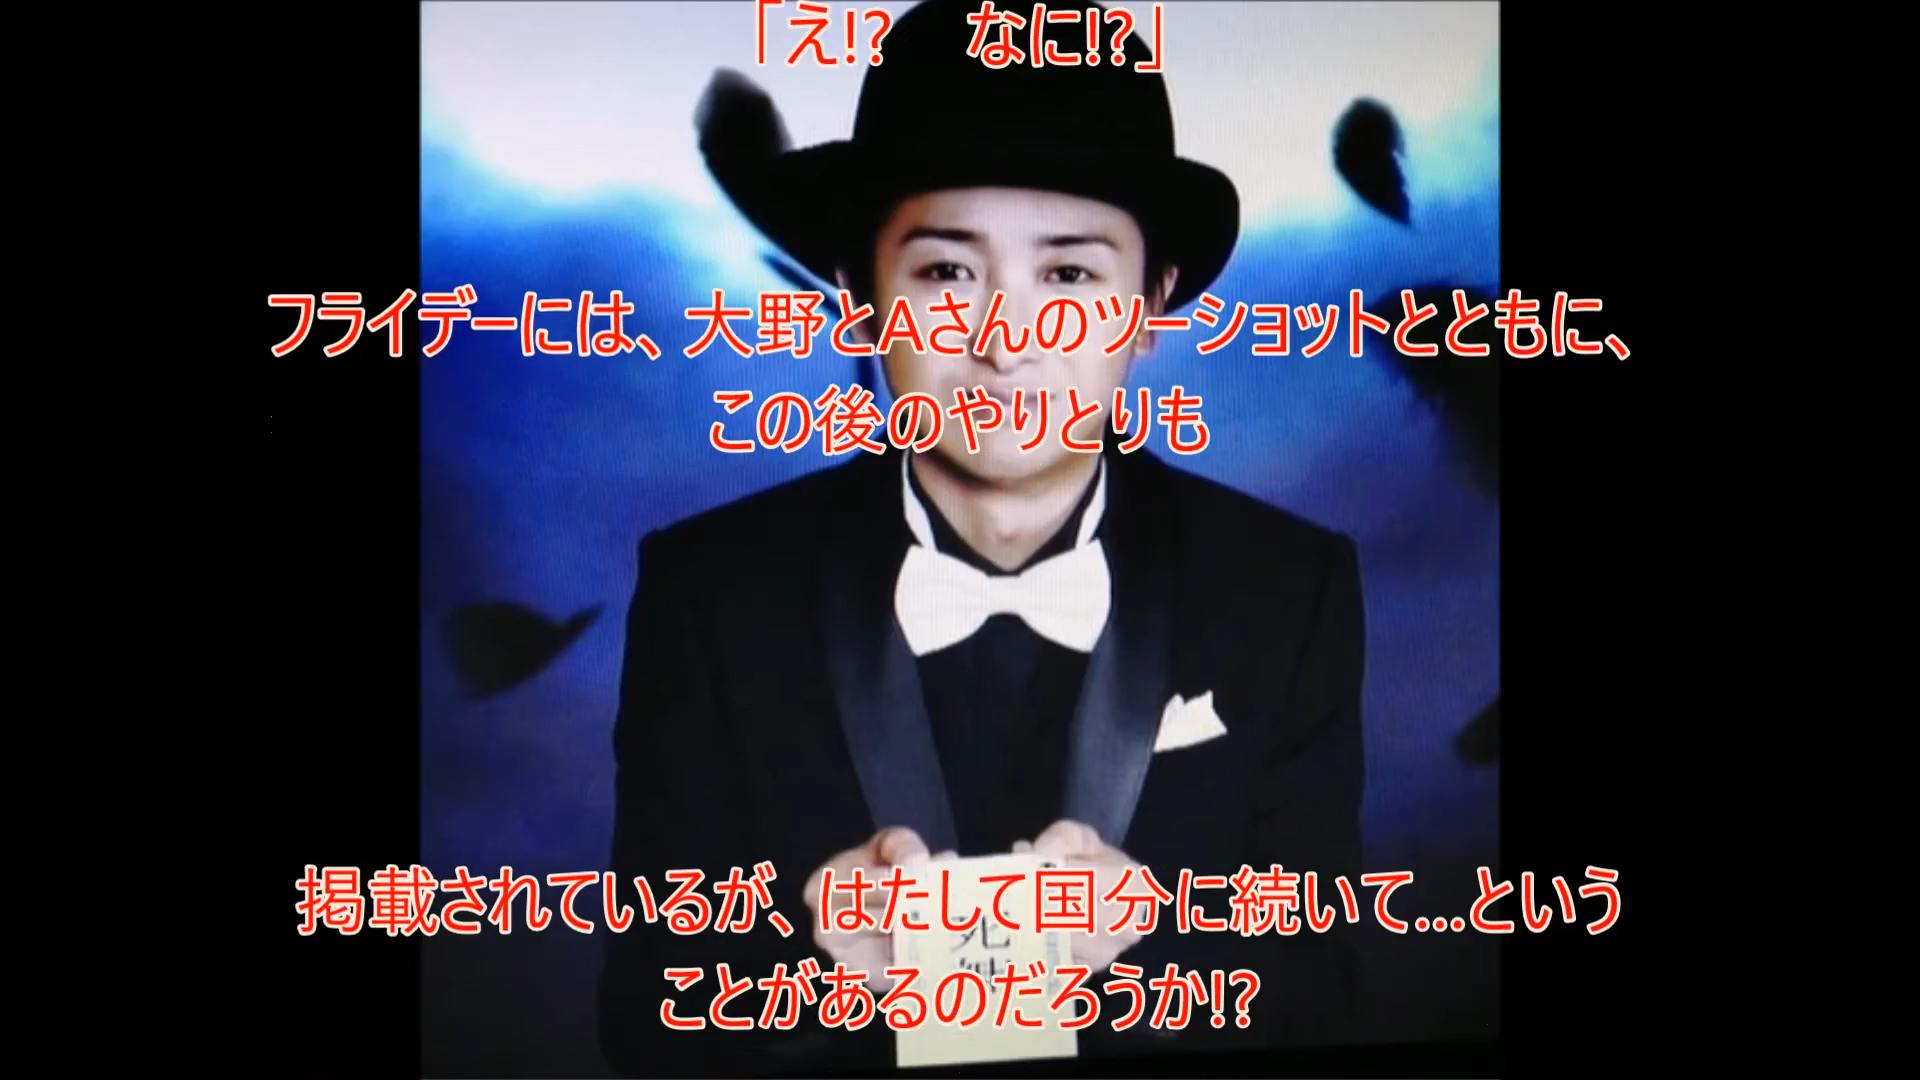 「え!?　なに!?」
フライデーには、大野とAさんのツーショットとともに、
この後のやりとりも
掲載されているが、はたして国分に続いて...という
ことがあるのだろうか!?